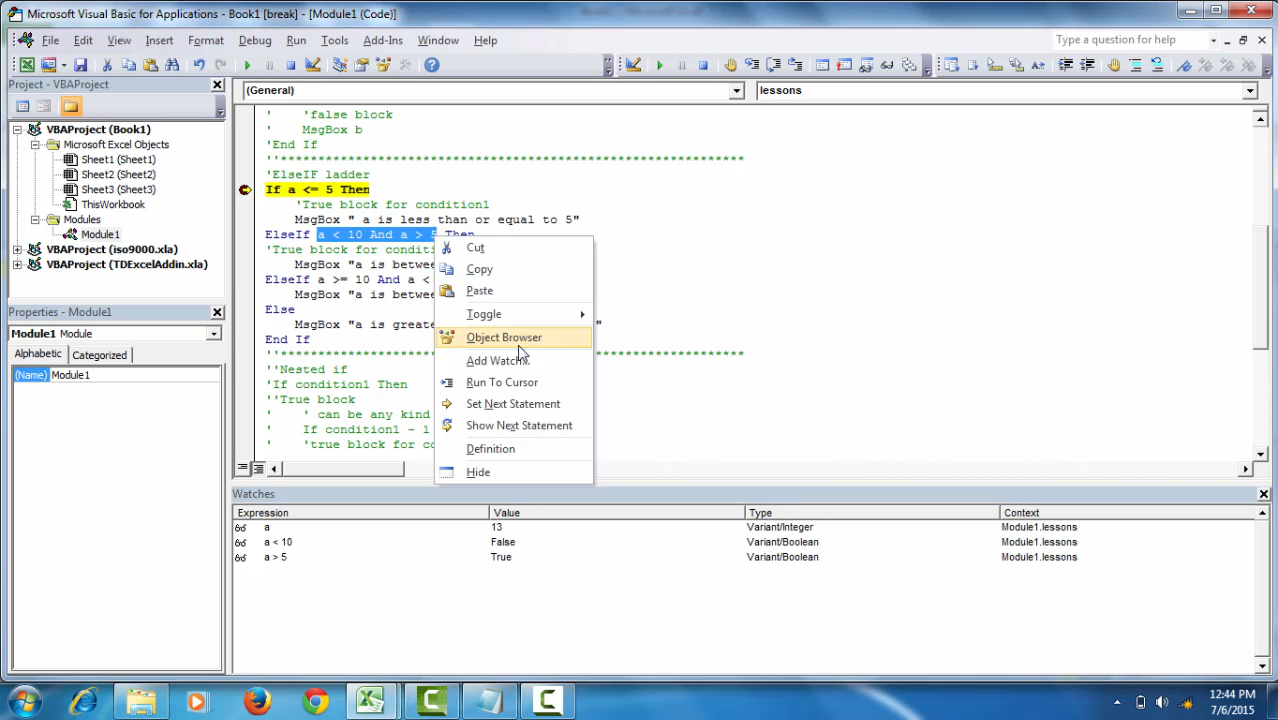 Microsoft Visual Basic for Applications - Book1 [break] - [Module1 (Code)]
File Edit View Insert Format Debug Run Tools Add-Ins Window Help
Type a question for help
Project - VBAProject
(General)
lessons
VBAProject (Book1)
Microsoft Excel Objects
Sheet1 (Sheet1)
Sheet2 (Sheet2)
Sheet3 (Sheet3)
ThisWorkbook
Modules
Module1
VBAProject (iso9000.xla)
VBAProject (TDExcelAddin.xla)
Properties - Module1
Module1 Module
Alphabetic Categorized
(Name) Module1
' 'false block
' MsgBox b
'End If
''*******************************************************************
'ElseIF ladder
If a <= 5 Then
'True block for condition1
MsgBox " a is less than or equal to 5"
ElseIf a < 10 And a > 5 Then
'True block for conditi
MsgBox "a is betwe
ElseIf a >= 10 And a <
MsgBox "a is betwe
Else
MsgBox "a is greate "
End If
''*******************************************************************
''Nested if
'If condition1 Then
''True block
' ' can be any kind
' If condition1 - 1
' 'true block for co
Cut
Copy
Paste
Toggle
Object Browser
Add Watch...
Run To Cursor
Set Next Statement
Show Next Statement
Definition
Hide
Watches
Expression Value Type Context
a 13 Variant/Integer Module1.lessons
a < 10 False Variant/Boolean Module1.lessons
a > 5 True Variant/Boolean Module1.lessons
12:44 PM
7/6/2015